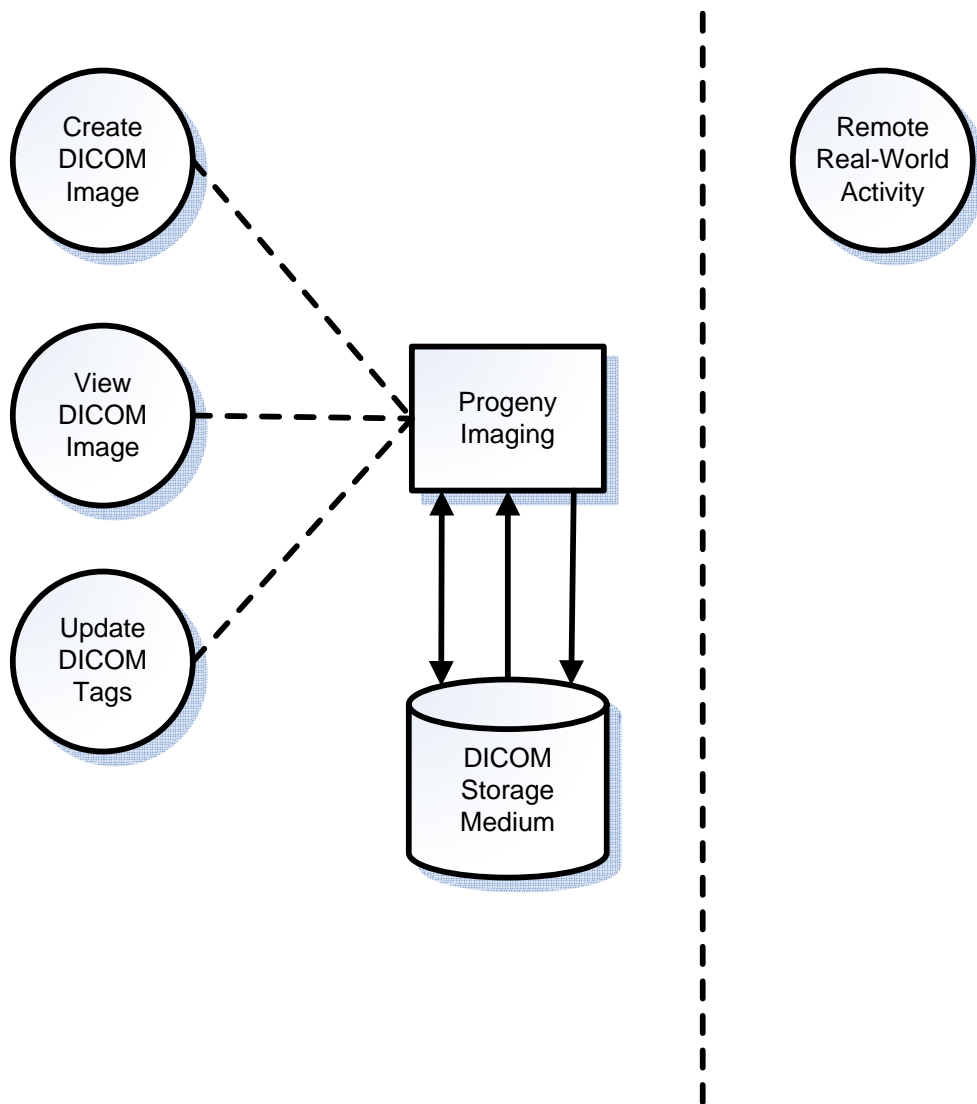 Create
DICOM
Image
Remote
Real-World
Activity
View
DICOM
Image
Progeny
Imaging
Update
DICOM
Tags
DICOM
Storage
Medium